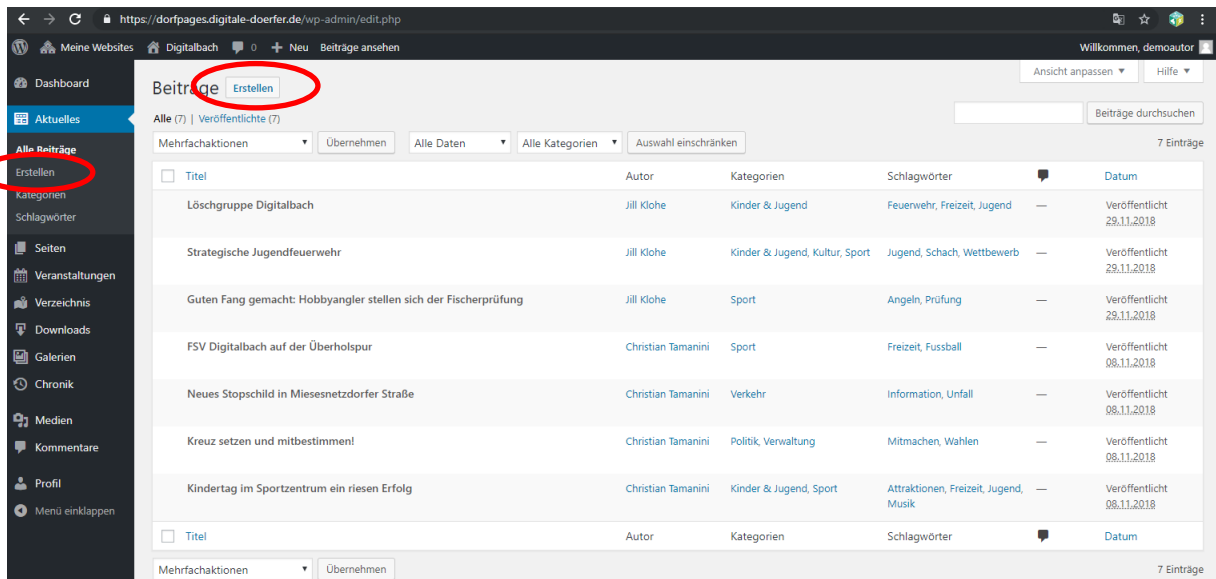 https://dorfpages.digitale-doerfer.de/wp-admin/edit.php
Meine Websites Digitalbach 0 Neu Beiträge ansehen Willkommen, demoautor
Dashboard
Aktuelles
Alle Beiträge
Erstellen
Kategorien
Schlagwörter
Seiten
Veranstaltungen
Verzeichnis
Downloads
Galerien
Chronik
Medien
Kommentare
Profil
Menü einklappen
Ansicht anpassen Hilfe
Beiträge Erstellen
Alle (7) | Veröffentlichte (7)
Beiträge durchsuchen
Mehrfachaktionen Übernehmen Alle Daten Alle Kategorien Auswahl einschränken 7 Einträge
Titel Autor Kategorien Schlagwörter Datum
Löschgruppe Digitalbach Jill Klohe Kinder & Jugend Feuerwehr, Freizeit, Jugend — Veröffentlicht
29.11.2018
Strategische Jugendfeuerwehr Jill Klohe Kinder & Jugend, Kultur, Sport Jugend, Schach, Wettbewerb — Veröffentlicht
29.11.2018
Guten Fang gemacht: Hobbyangler stellen sich der Fischerprüfung Jill Klohe Sport Angeln, Prüfung — Veröffentlicht
29.11.2018
FSV Digitalbach auf der Überholspur Christian Tamanini Sport Freizeit, Fussball — Veröffentlicht
08.11.2018
Neues Stopschild in Miesesnetzdorfer Straße Christian Tamanini Verkehr Information, Unfall — Veröffentlicht
08.11.2018
Kreuz setzen und mitbestimmen! Christian Tamanini Politik, Verwaltung Mitmachen, Wahlen — Veröffentlicht
08.11.2018
Kindertag im Sportzentrum ein riesen Erfolg Christian Tamanini Kinder & Jugend, Sport Attraktionen, Freizeit, Jugend, — Veröffentlicht
Musik 08.11.2018
Titel Autor Kategorien Schlagwörter Datum
Mehrfachaktionen Übernehmen 7 Einträge